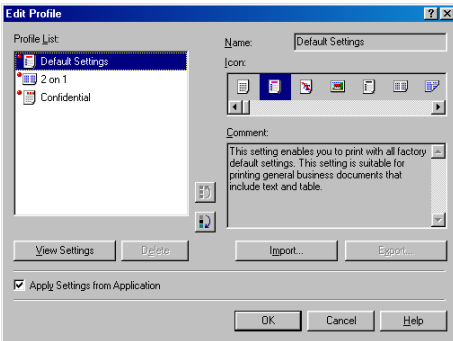 Edit Profile
Profile List:
Default Settings
2 on 1
Confidential
Name:
Default Settings
Icon:
Comment:
This setting enables you to print with all factory
default settings. This setting is suitable for
printing general business documents that
include text and table.
View Settings
Delete
Import...
Export...
Apply Settings from Application
OK
Cancel
Help